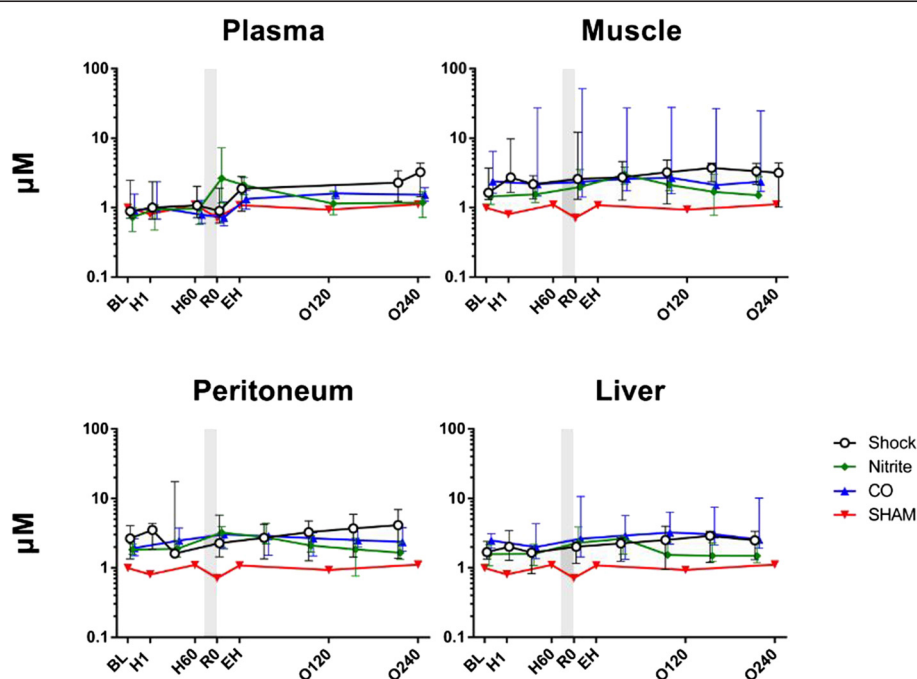 Plasma
Muscle
µM
100
10
1
0.1
BL
H1
H60
R0
EH
O120
O240
100
10
1
0.1
BL
H1
H60
R0
EH
O120
O240
Peritoneum
Liver
µM
100
10
1
0.1
BL
H1
H60
R0
EH
O120
O240
100
10
1
0.1
BL
H1
H60
R0
EH
O120
O240
Shock
Nitrite
CO
SHAM